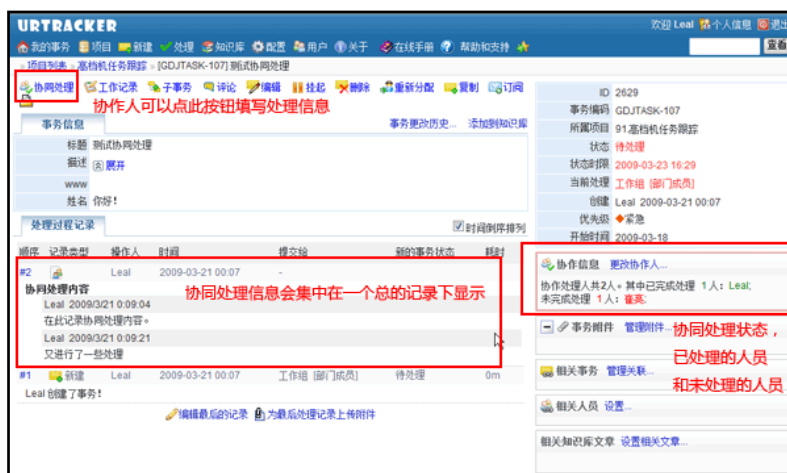 URTRACKER
欢迎 Leal 个人信息 退出
我的事务 项目 新建 处理 知识库 配置 用户 关于 在线手册 帮助和支持 查看
项目列表 » 高档机任务跟踪 » [GDJTASK-107] 测试协同处理
协同处理 工作记录 子事务 评论 编辑 挂起 删除 重新分配 复制 订阅
协作人可以点此按钮填写处理信息
事务信息 事务更改历史... 添加到知识库
标题 测试协同处理
描述 展开
www
姓名 你好!
处理过程记录 时间倒序排列
顺序 记录类型 操作人 时间 提交给 新的事务状态 耗时
#2 Leal 2009-03-21 00:07 -
协同处理内容
Leal 2009/3/21 0:09:04
在此记录协同处理内容。
Leal 2009/3/21 0:09:21
又进行了一些处理
协同处理信息会集中在一个总的记录下显示
#1 新建 Leal 2009-03-21 00:07 工作组 [部门成员] 待处理 0m
Leal 创建了事务!
编辑最后的记录 为最后处理记录上传附件
ID 2629
事务编码 GDJTASK-107
所属项目 91.高档机任务跟踪
状态 待处理
状态时限 2009-03-23 16:29
当前处理 工作组 [部门成员]
创建 Leal 2009-03-21 00:07
优先级 ◆紧急
开始时间 2009-03-18
协作信息 更改协作人...
协作处理人共2人。其中已完成处理 1人: Leal;
未完成处理 1人: 崔英;
事务附件 管理附件...
协同处理状态，
已处理的人员
和未处理的人员
相关事务 管理关联...
相关人员 设置...
相关知识库文章 设置相关文章...